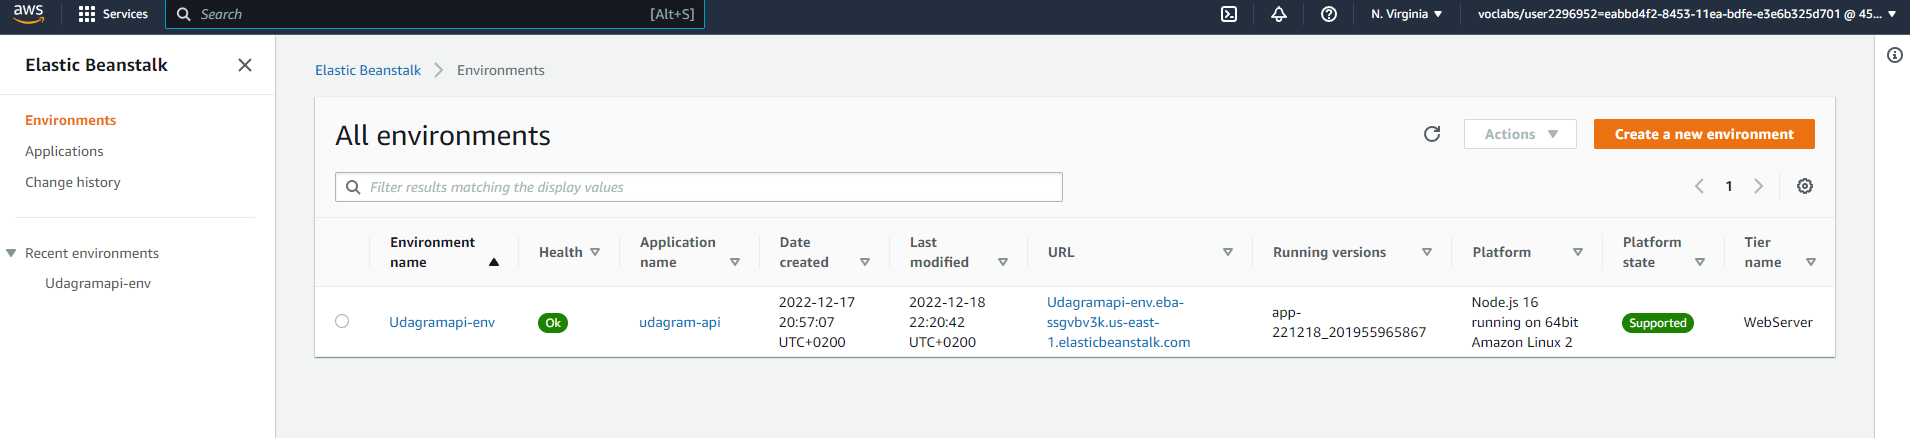 aws
Services
Search
[Alt+S]
N. Virginia
voclabs/user2296952=eabbd4f2-8453-11ea-bdfe-e3e6b325d701 @ 45...
Elastic Beanstalk
Environments
Applications
Change history
Recent environments
Udagramapi-env
Elastic Beanstalk
Environments
All environments
Actions
Create a new environment
Filter results matching the display values
1
Environment name
Health
Application name
Date created
Last modified
URL
Running versions
Platform
Platform state
Tier name
Udagramapi-env
Ok
udagram-api
2022-12-17
20:57:07
UTC+0200
2022-12-18
22:20:42
UTC+0200
Udagramapi-env.eba-
ssgvbv3k.us-east-
1.elasticbeanstalk.com
app-
221218_201955965867
Node.js 16
running on 64bit
Amazon Linux 2
Supported
WebServer